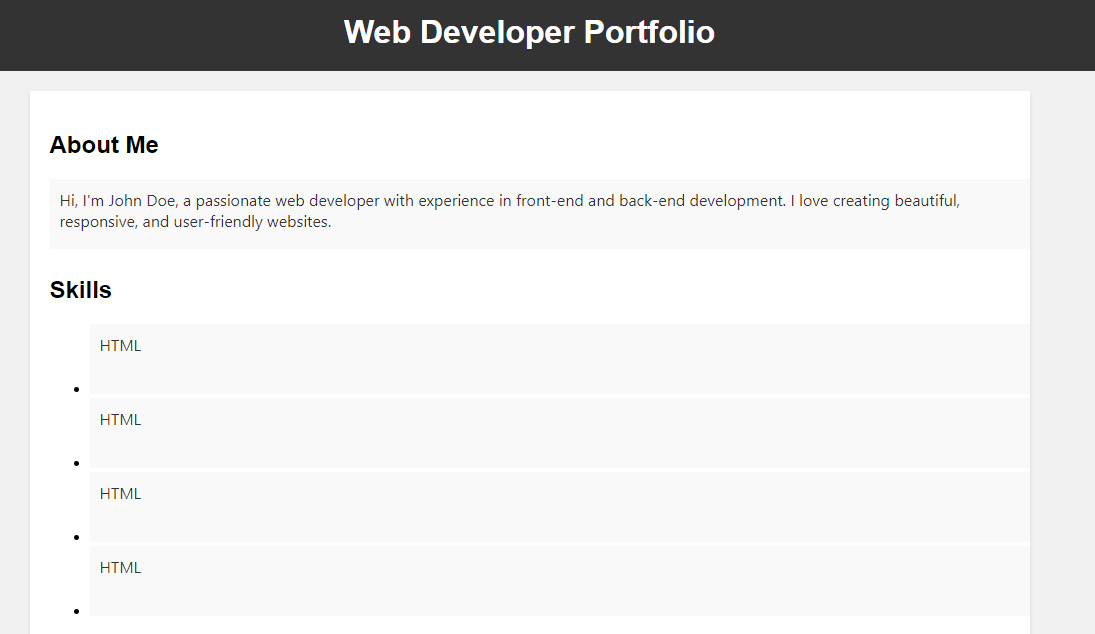 Web Developer Portfolio
About Me
Hi, I'm John Doe, a passionate web developer with experience in front-end and back-end development. I love creating beautiful,
responsive, and user-friendly websites.
Skills
HTML
HTML
HTML
HTML